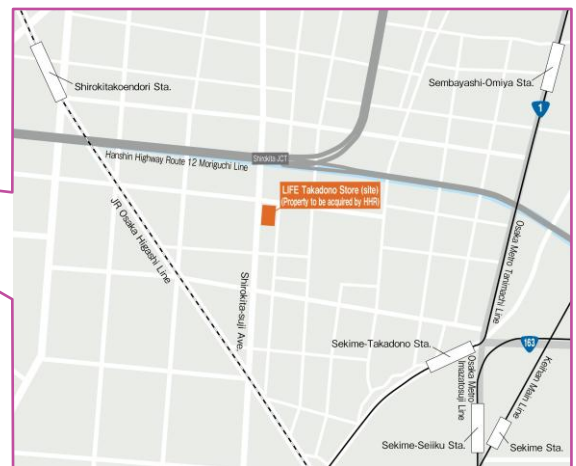 Shirokitakoendori Sta.
Sembayashi-Omiya Sta.
1
Shirokita JCT
Hanshin Highway Route 12 Moriguchi Line
LIFE Takadono Store (site)
(Property to be acquired by HHR)
JR Osaka Higashi Line
Shirokita-suji Ave.
Osaka Metro Tanimachi Line
Sekime-Takadono Sta.
163
Osaka Metro
Imazatosuji Line
Keihan Main Line
Sekime-Seiiku Sta.
Sekime Sta.